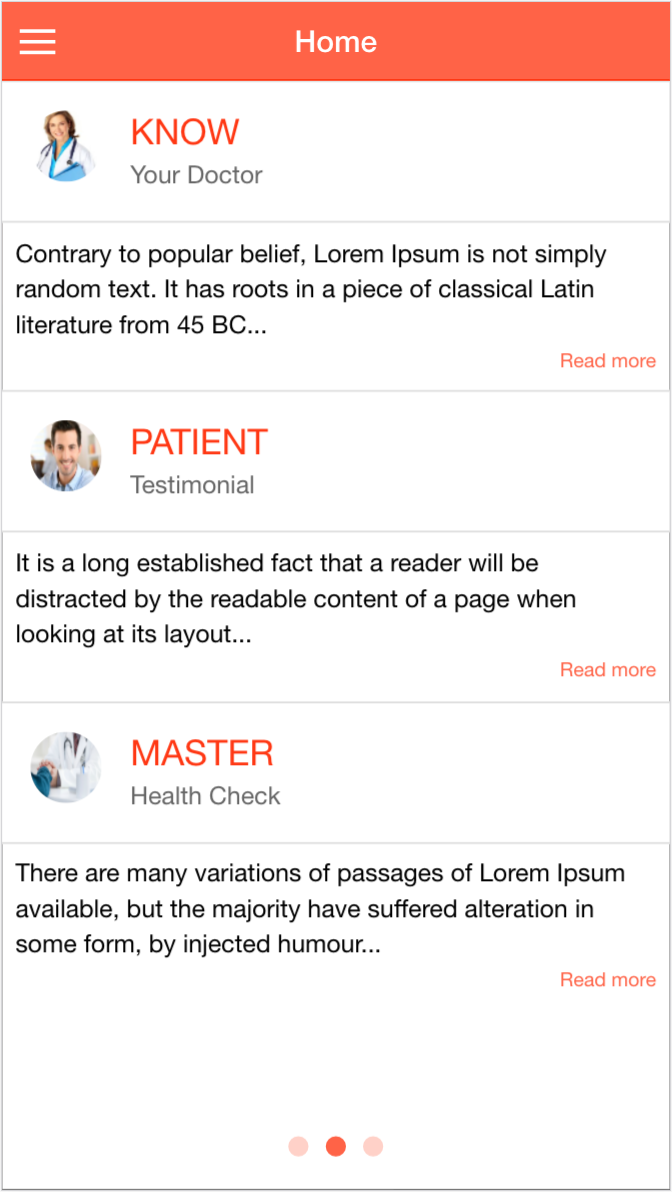 Home
KNOW
Your Doctor
Contrary to popular belief, Lorem Ipsum is not simply
random text. It has roots in a piece of classical Latin
literature from 45 BC...
Read more
PATIENT
Testimonial
It is a long established fact that a reader will be
distracted by the readable content of a page when
looking at its layout...
Read more
MASTER
Health Check
There are many variations of passages of Lorem Ipsum
available, but the majority have suffered alteration in
some form, by injected humour...
Read more